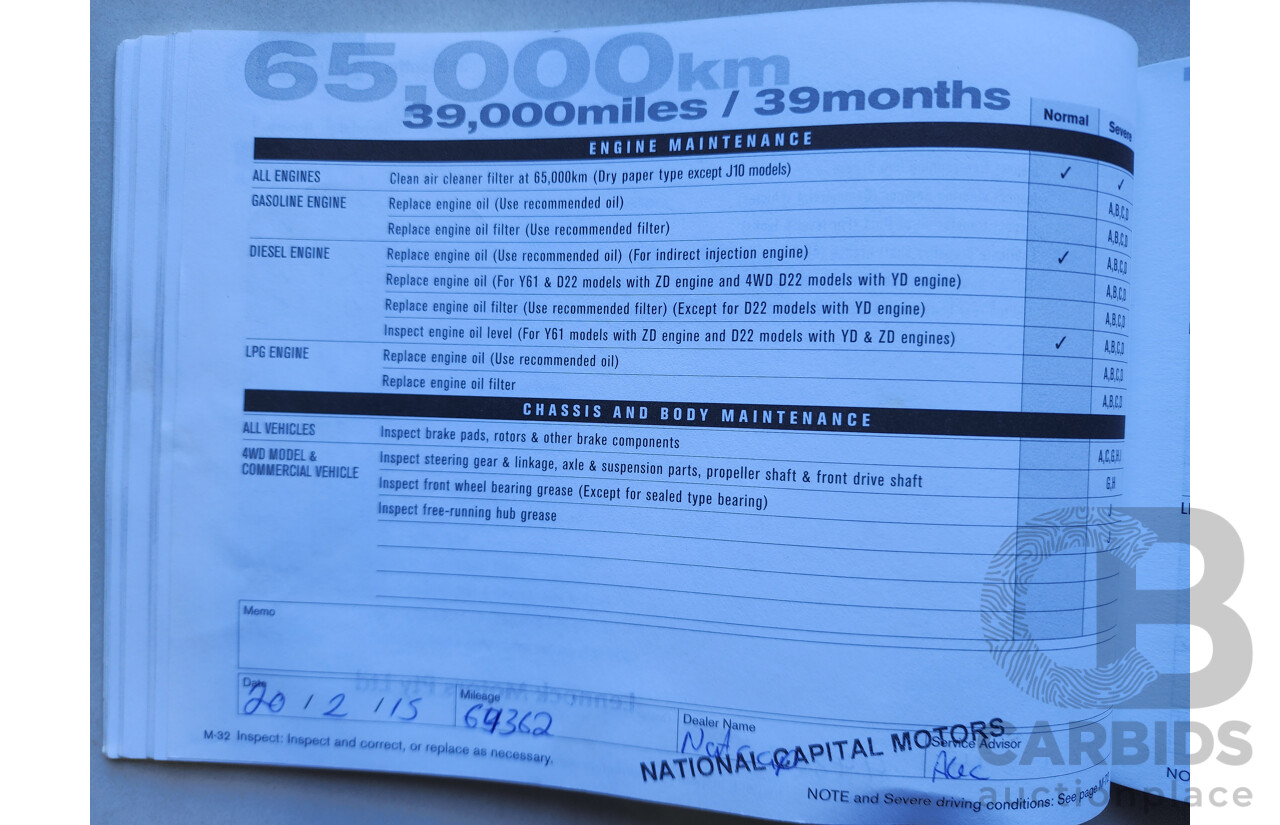 65,000km
39,000miles / 39months
Normal Severe
ENGINE MAINTENANCE
ALL ENGINES Clean air cleaner filter at 65,000km (Dry paper type except J10 models) ✓ ✓
GASOLINE ENGINE Replace engine oil (Use recommended oil) A,B,C,D
Replace engine oil filter (Use recommended filter) A,B,C,D
DIESEL ENGINE Replace engine oil (Use recommended oil) (For indirect injection engine) ✓ A,B,C,D
Replace engine oil (For Y61 & D22 models with ZD engine and 4WD D22 models with YD engine) A,B,C,D
Replace engine oil filter (Use recommended filter) (Except for D22 models with YD engine) A,B,C,D
Inspect engine oil level (For Y61 models with ZD engine and D22 models with YD & ZD engines) ✓ A,B,C,D
LPG ENGINE Replace engine oil (Use recommended oil) A,B,C,D
Replace engine oil filter A,B,C,D
CHASSIS AND BODY MAINTENANCE
ALL VEHICLES Inspect brake pads, rotors & other brake components A,C,G,H,I
4WD MODEL & COMMERCIAL VEHICLE Inspect steering gear & linkage, axle & suspension parts, propeller shaft & front drive shaft G,H
Inspect front wheel bearing grease (Except for sealed type bearing) J
Inspect free-running hub grease J
Memo
Date 20 / 2 / 15 Mileage 69362 Dealer Name Service Advisor Alec
NATIONAL CAPITAL MOTORS
M-32 Inspect: Inspect and correct, or replace as necessary.
NOTE and Severe driving conditions: See page
CB
CARBIDS
auctionplace